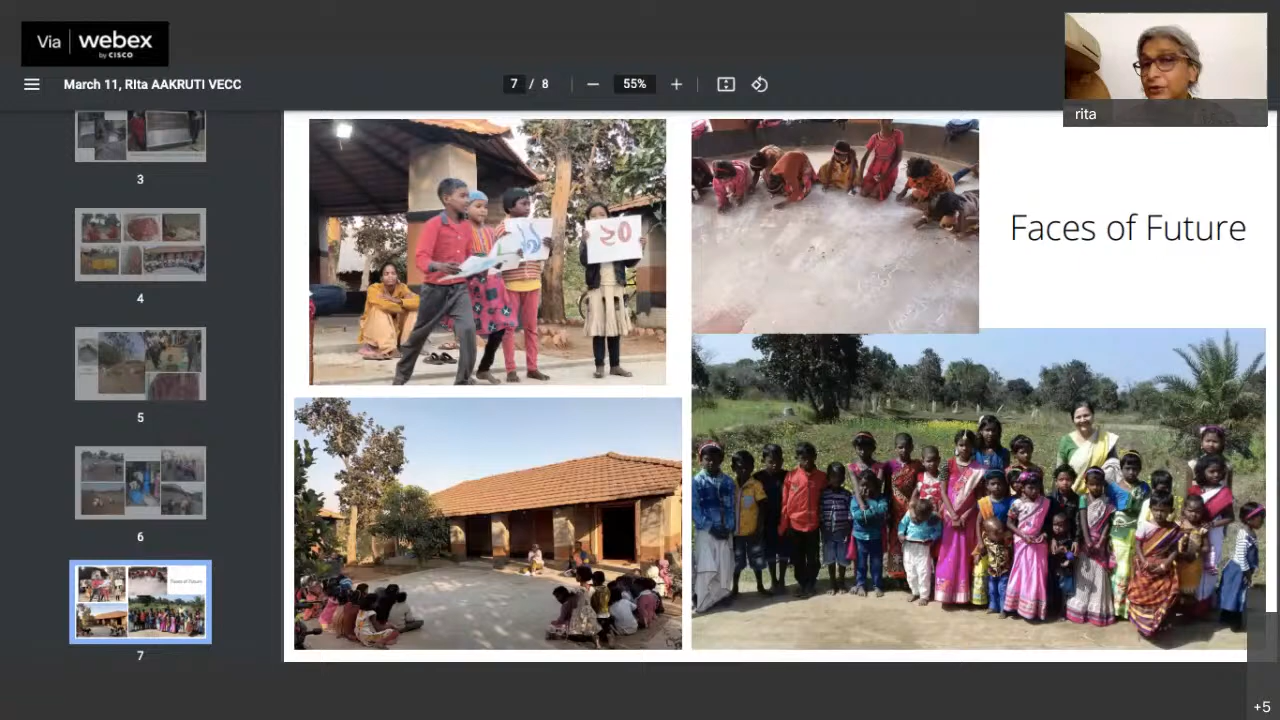 Via webex
by CISCO
March 11, RIta AAKRUTI VECC
7 / 8
55%
rita
Faces of Future
২০
3
4
5
6
7
+5